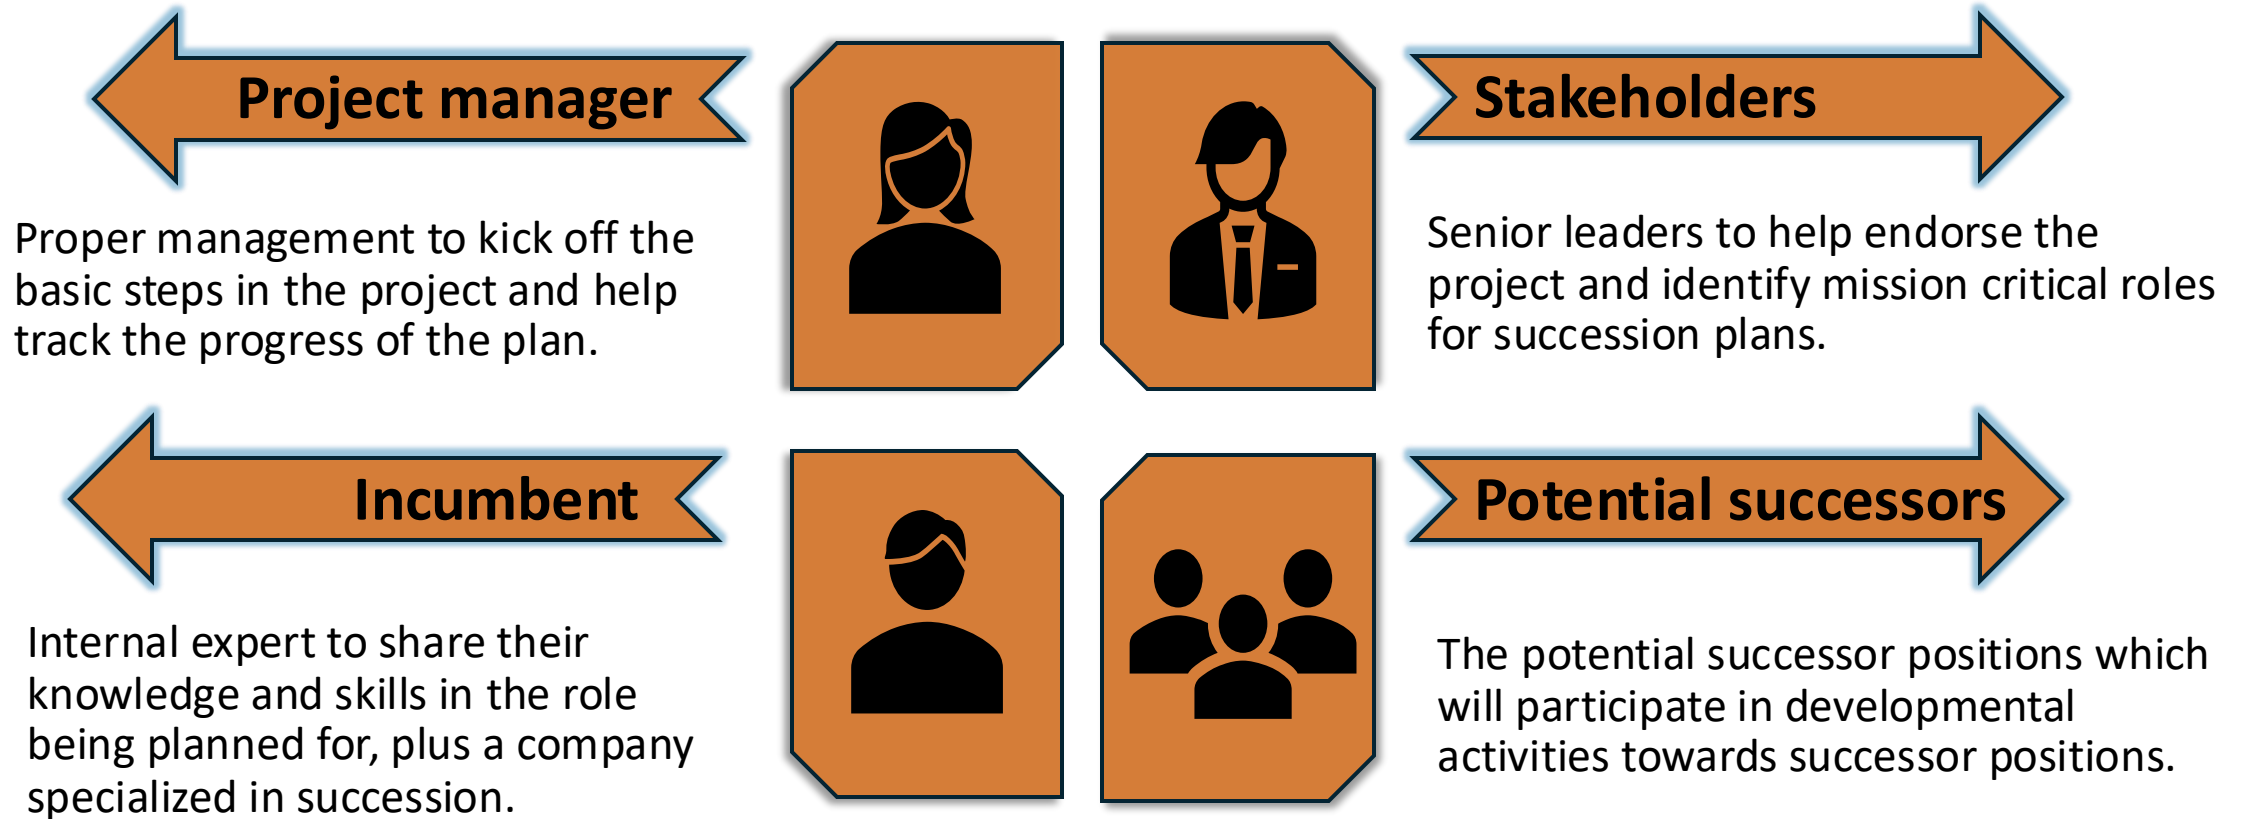 Project manager
Proper management to kick off the
basic steps in the project and help
track the progress of the plan.
Stakeholders
Senior leaders to help endorse the
project and identify mission critical roles
for succession plans.
Incumbent
Internal expert to share their
knowledge and skills in the role
being planned for, plus a company
specialized in succession.
Potential successors
The potential successor positions which
will participate in developmental
activities towards successor positions.